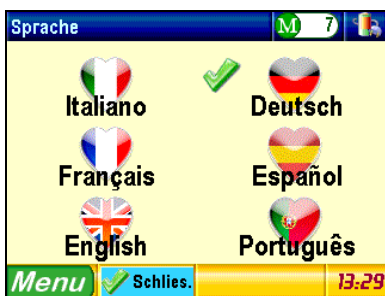 Sprache M 7
Italiano Deutsch
Français Español
English Português
Menu Schlies. 13:29